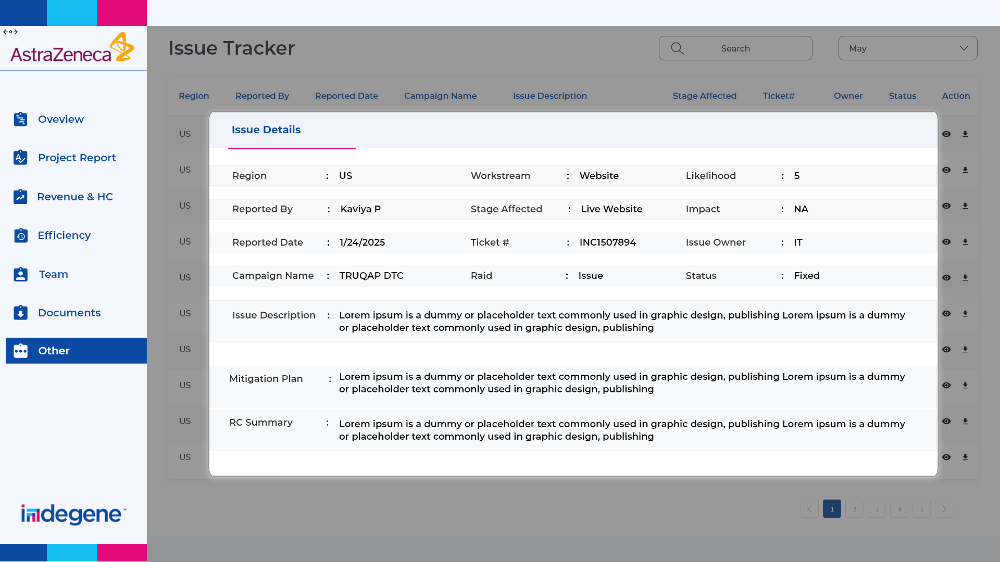 AstraZeneca
Issue Tracker
Search
May
Region Reported By Reported Date Campaign Name Issue Description Stage Affected Ticket# Owner Status Action
Oveview
Project Report
Revenue & HC
Efficiency
Team
Documents
Other
indegene™
US
US
US
US
US
US
US
US
US
US
Issue Details
Region : US Workstream : Website Likelihood : 5
Reported By : Kaviya P Stage Affected : Live Website Impact : NA
Reported Date : 1/24/2025 Ticket # : INC1507894 Issue Owner : IT
Campaign Name : TRUQAP DTC Raid : Issue Status : Fixed
Issue Description : Lorem ipsum is a dummy or placeholder text commonly used in graphic design, publishing Lorem ipsum is a dummy
or placeholder text commonly used in graphic design, publishing
Mitigation Plan : Lorem ipsum is a dummy or placeholder text commonly used in graphic design, publishing Lorem ipsum is a dummy
or placeholder text commonly used in graphic design, publishing
RC Summary : Lorem ipsum is a dummy or placeholder text commonly used in graphic design, publishing Lorem ipsum is a dummy
or placeholder text commonly used in graphic design, publishing
1 2 3 4 5